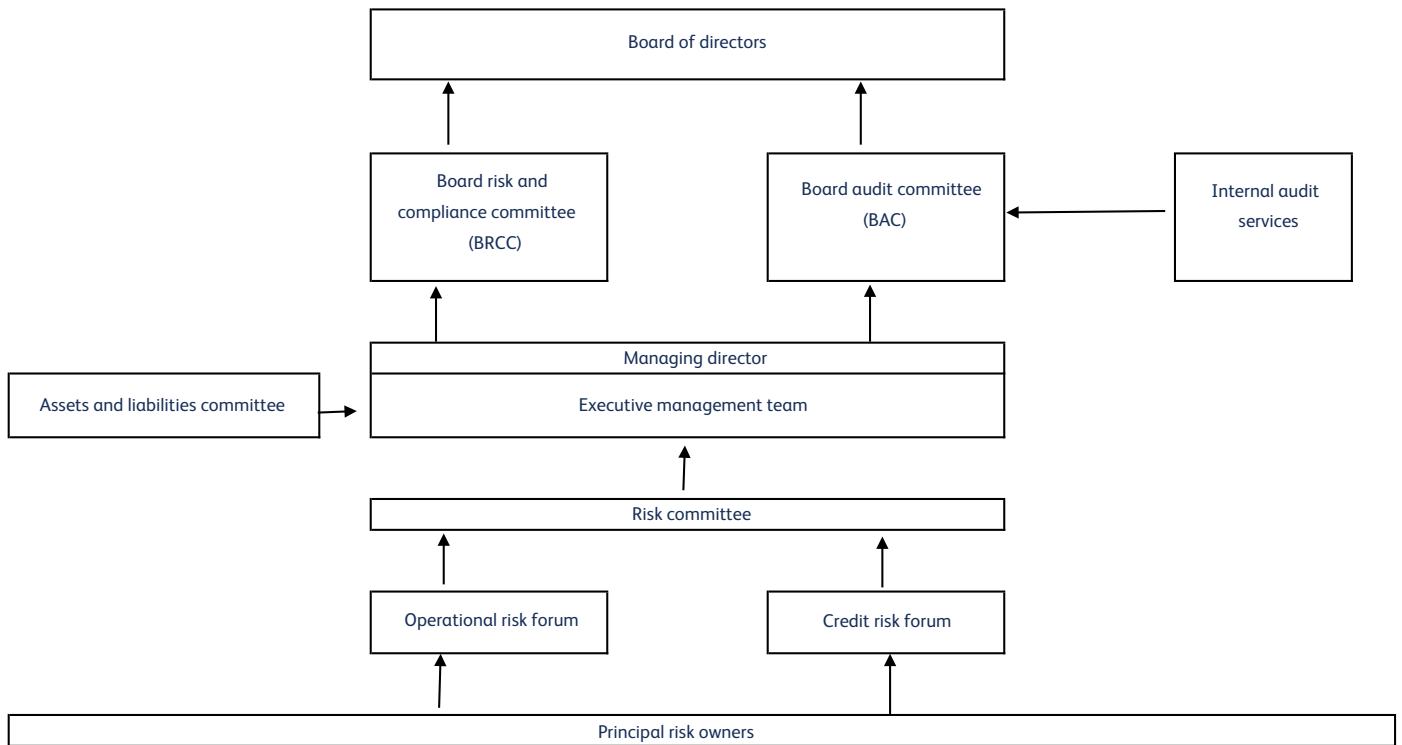 Board of directors
Board risk and
compliance committee
(BRCC)
Board audit committee
(BAC)
Internal audit
services
Managing director
Assets and liabilities committee
Executive management team
Risk committee
Operational risk forum
Credit risk forum
Principal risk owners